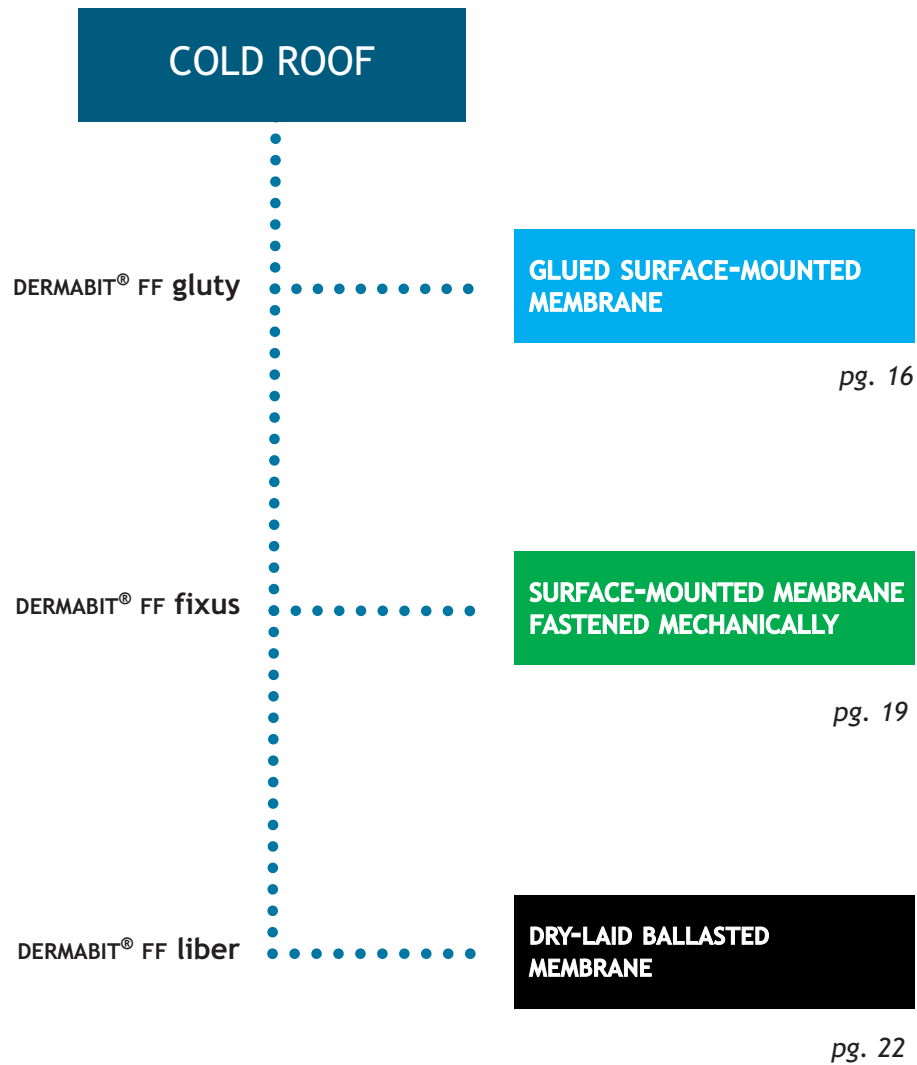 COLD ROOF
DERMABIT® FF gluty
GLUED SURFACE-MOUNTED
MEMBRANE
pg. 16
DERMABIT® FF fixus
SURFACE-MOUNTED MEMBRANE
FASTENED MECHANICALLY
pg. 19
DERMABIT® FF liber
DRY-LAID BALLASTED
MEMBRANE
pg. 22